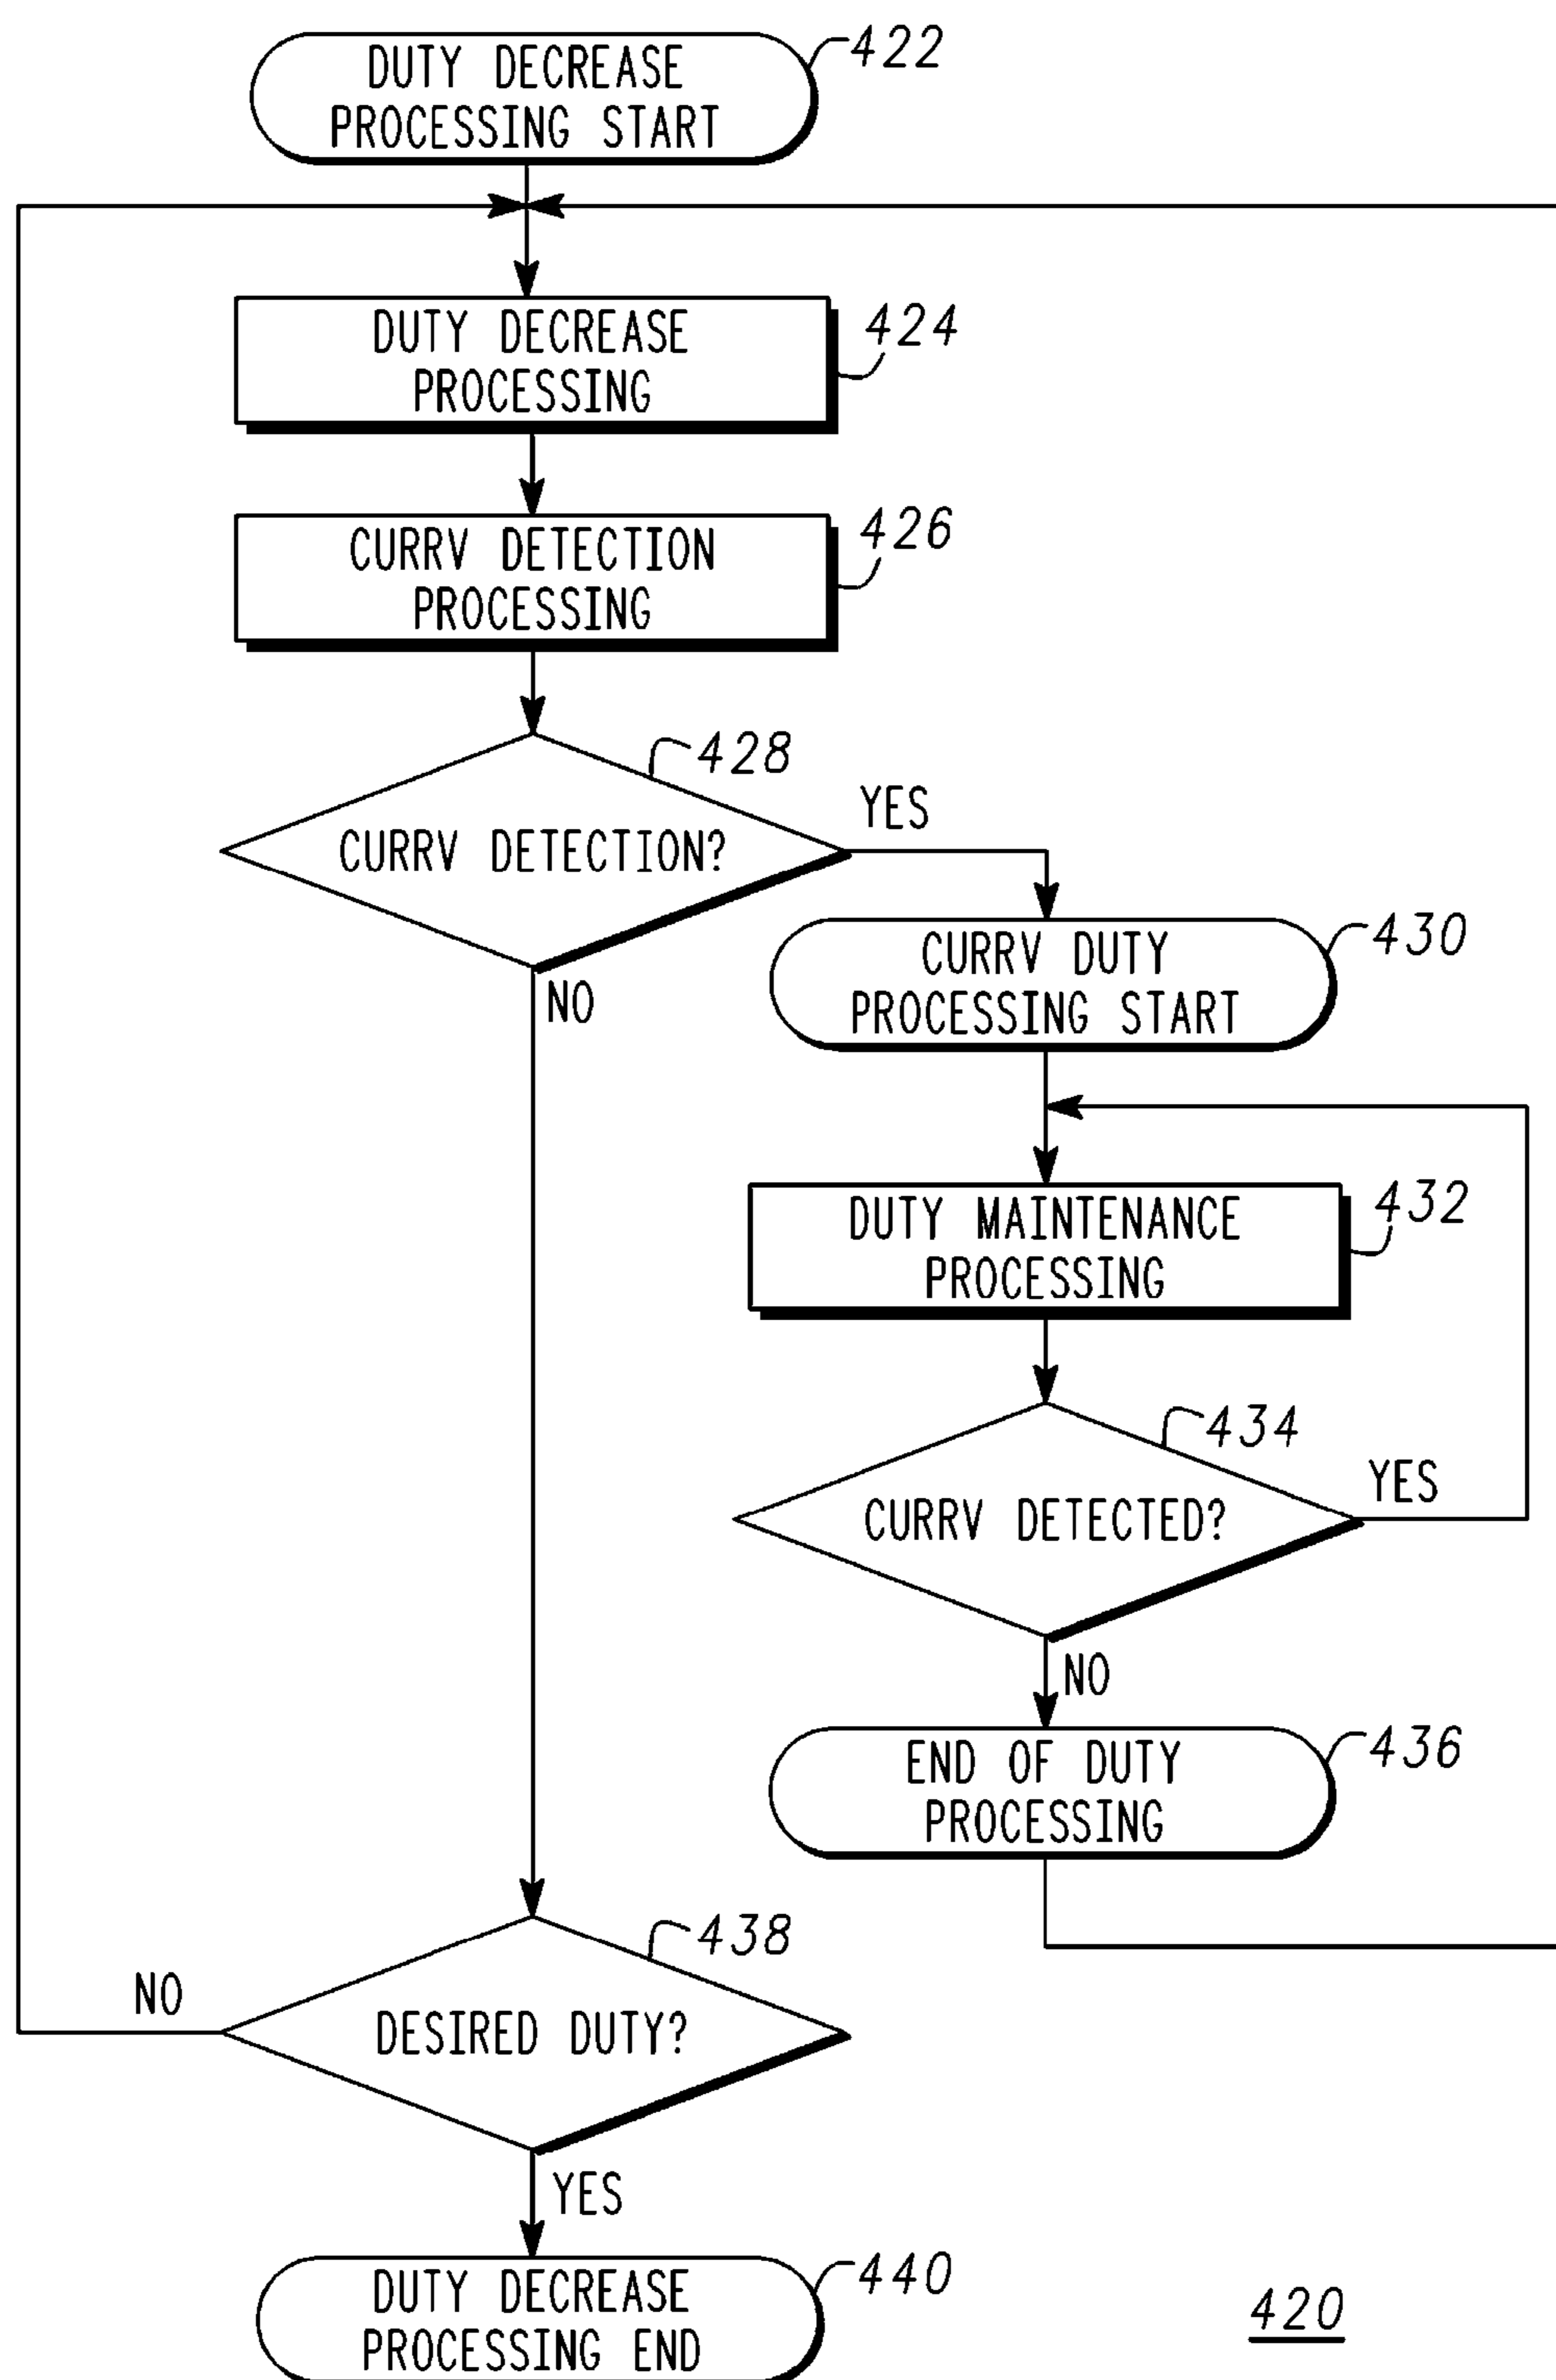 DUTY DECREASE
PROCESSING START
422
DUTY DECREASE
PROCESSING
424
CURRV DETECTION
PROCESSING
426
428
CURRV DETECTION?
YES
NO
CURRV DUTY
PROCESSING START
430
DUTY MAINTENANCE
PROCESSING
432
434
CURRV DETECTED?
YES
NO
END OF DUTY
PROCESSING
436
438
DESIRED DUTY?
NO
YES
DUTY DECREASE
PROCESSING END
440
420